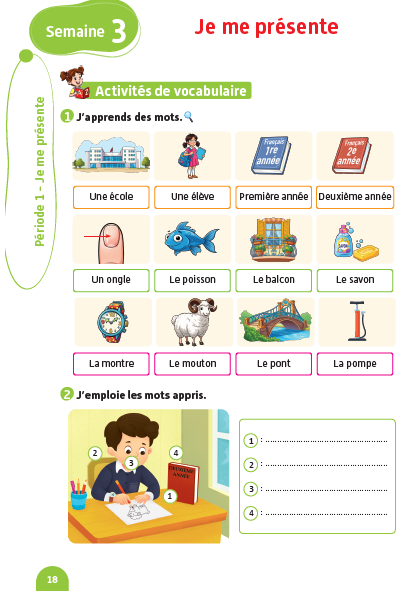 Semaine 3
Je me présente
Période 1 - Je me présente
Activités de vocabulaire
1 J'apprends des mots.
Français
1re
année
Français
2e
année
Une école
Une élève
Première année
Deuxième année
Un ongle
Le poisson
Le balcon
Le savon
La montre
Le mouton
Le pont
La pompe
2 J'emploie les mots appris.
2
3
4
1
DEUXIÈME
ANNÉE
1 : ..........................................
2 : ..........................................
3 : ..........................................
4 : ..........................................
18